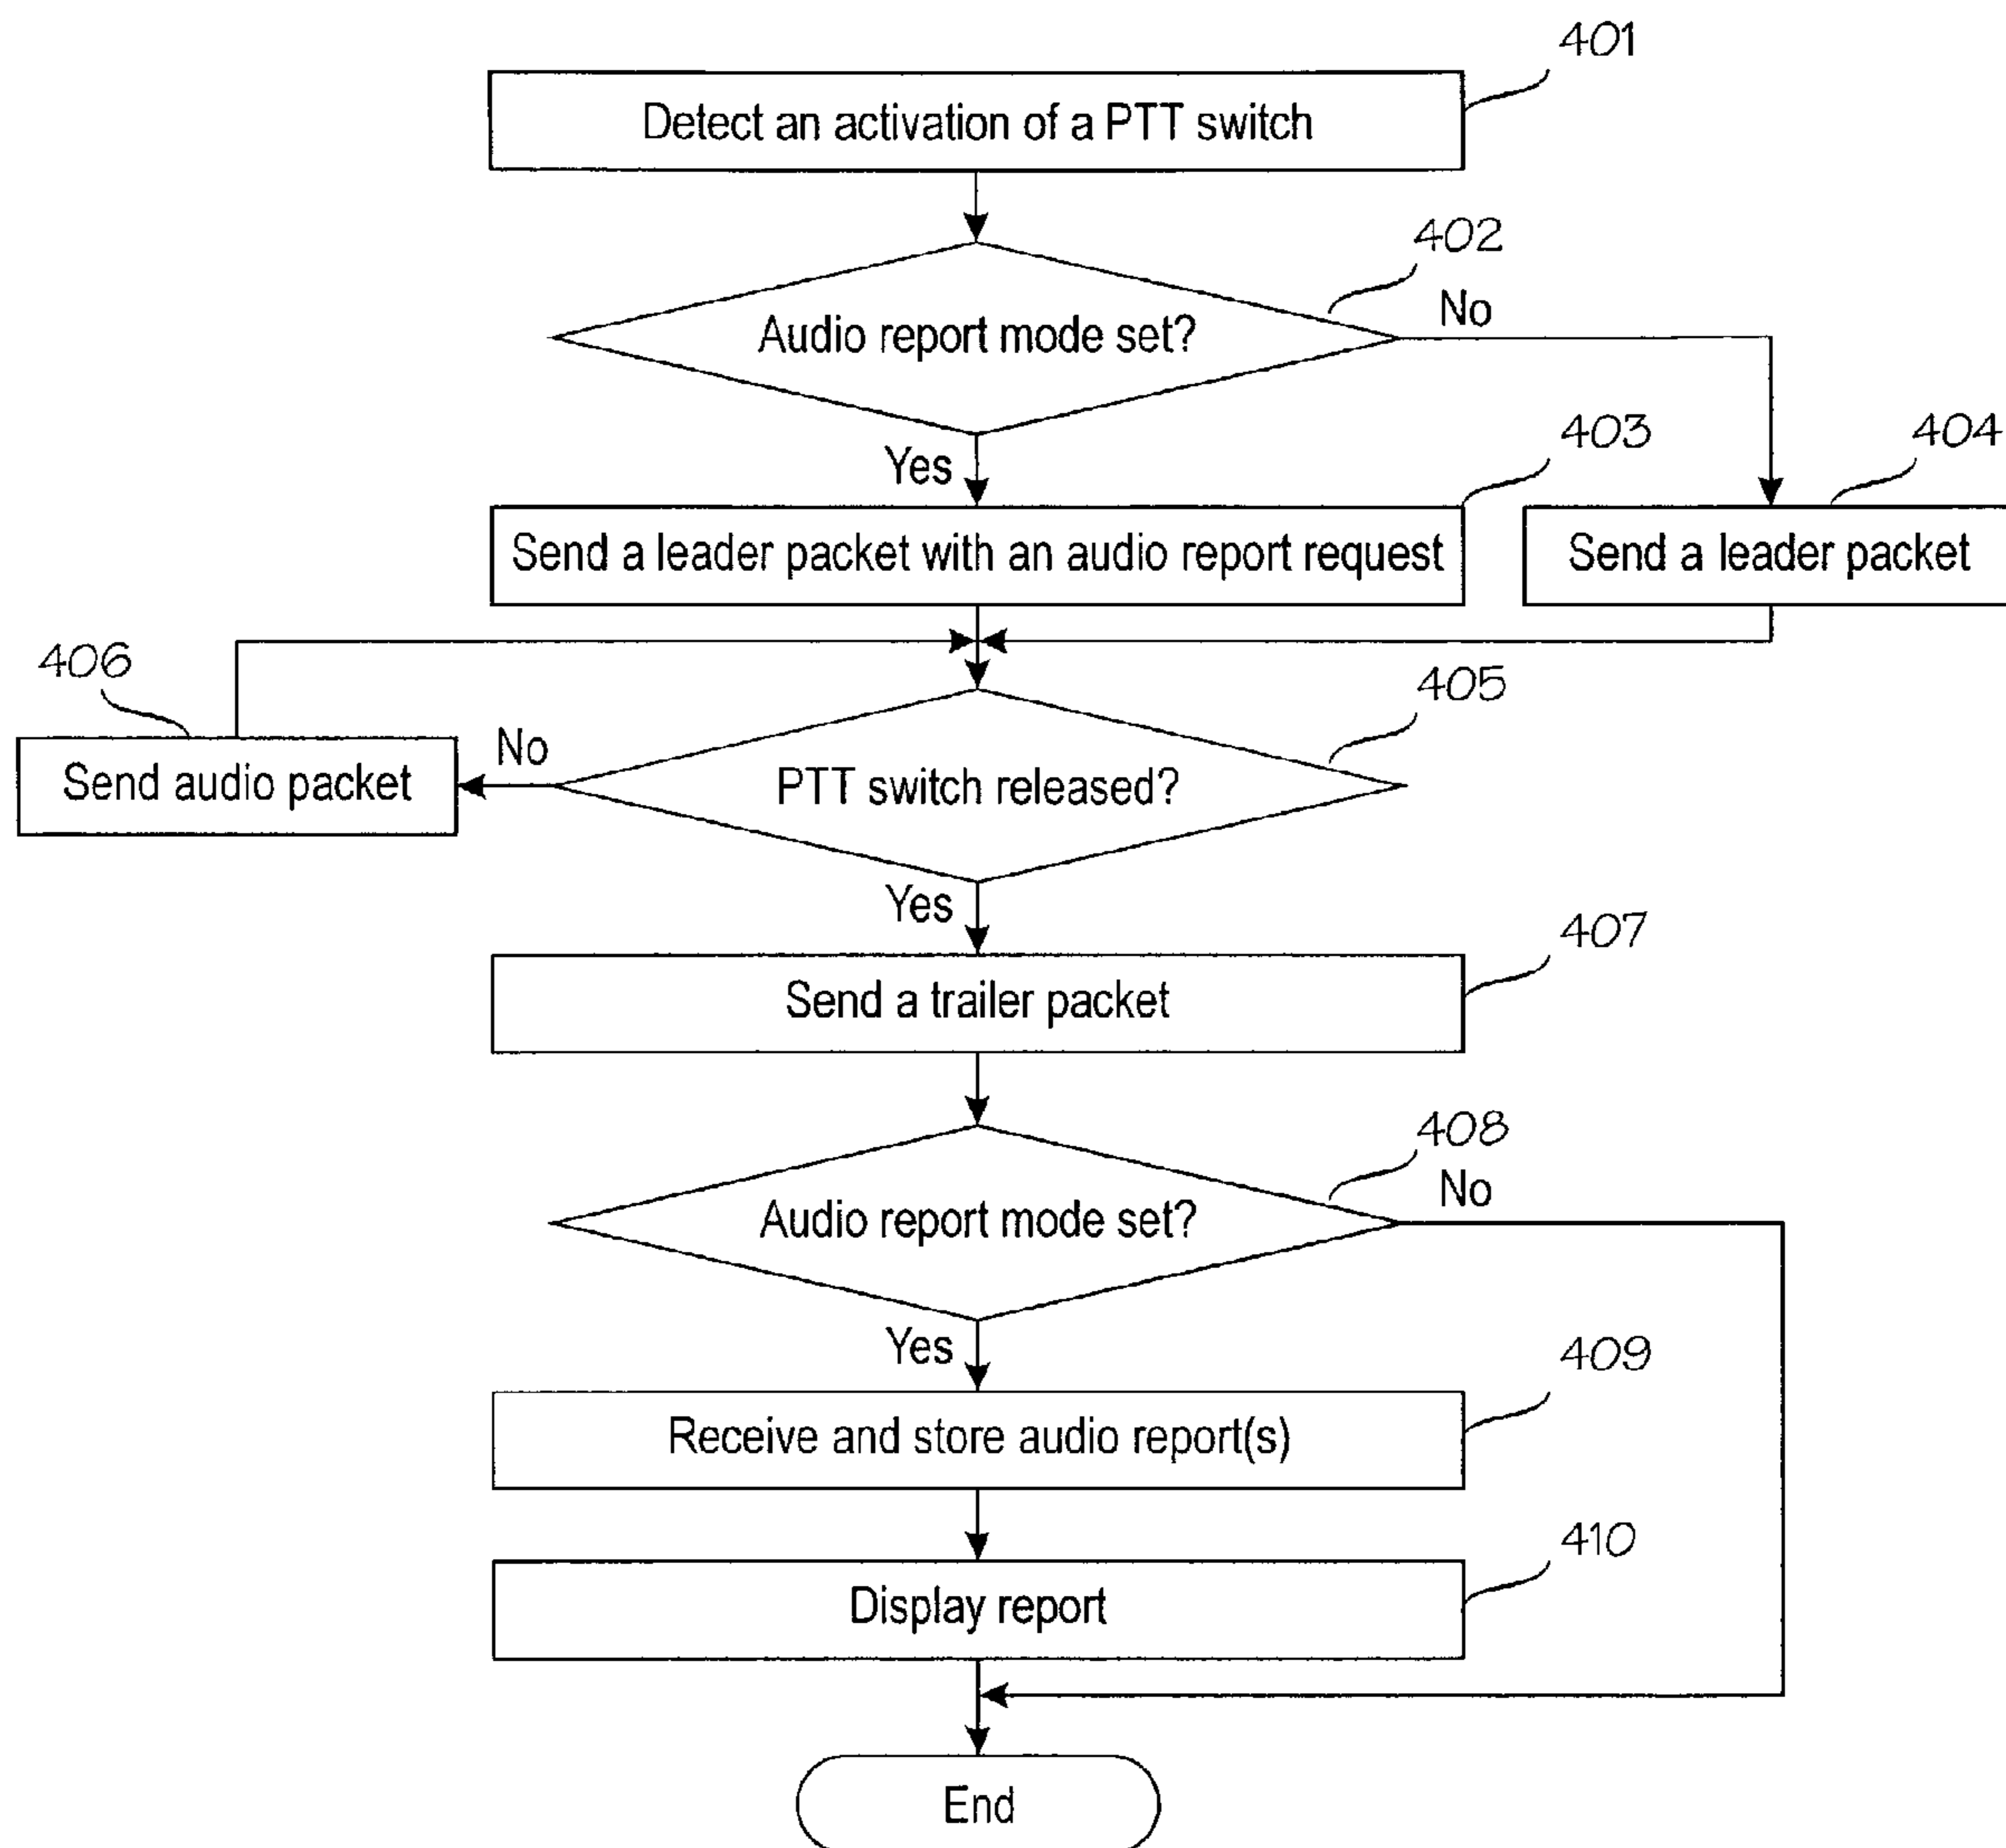 401
Detect an activation of a PTT switch
402
Audio report mode set?
No
Yes
403
404
Send a leader packet with an audio report request
Send a leader packet
406
405
Send audio packet
No
PTT switch released?
Yes
407
Send a trailer packet
408
Audio report mode set?
No
Yes
409
Receive and store audio report(s)
410
Display report
End